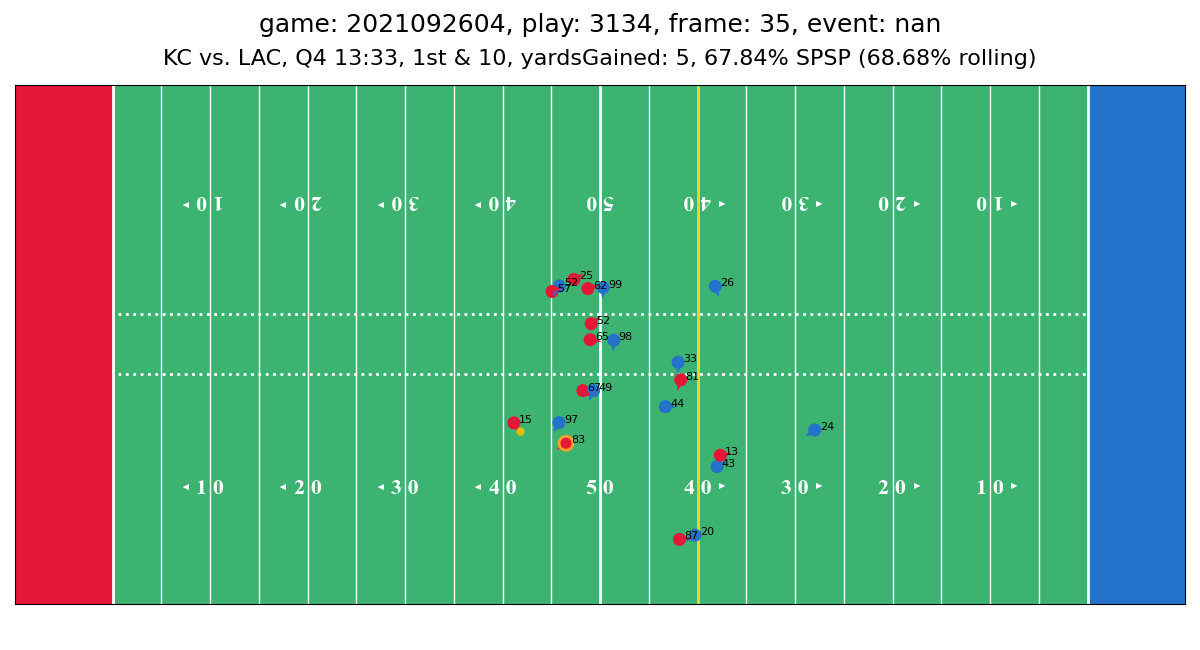 game: 2021092604, play: 3134, frame: 35, event: nan
KC vs. LAC, Q4 13:33, 1st & 10, yardsGained: 5, 67.84% SPSP (68.68% rolling)
10 20 30 40 50 40 30 20 10
25
52 57 62 99 26
52
65 98
33
81
67 49
44
15 97
24
83
13
43
10 20 30 40 50 40 30 20 10
87 20